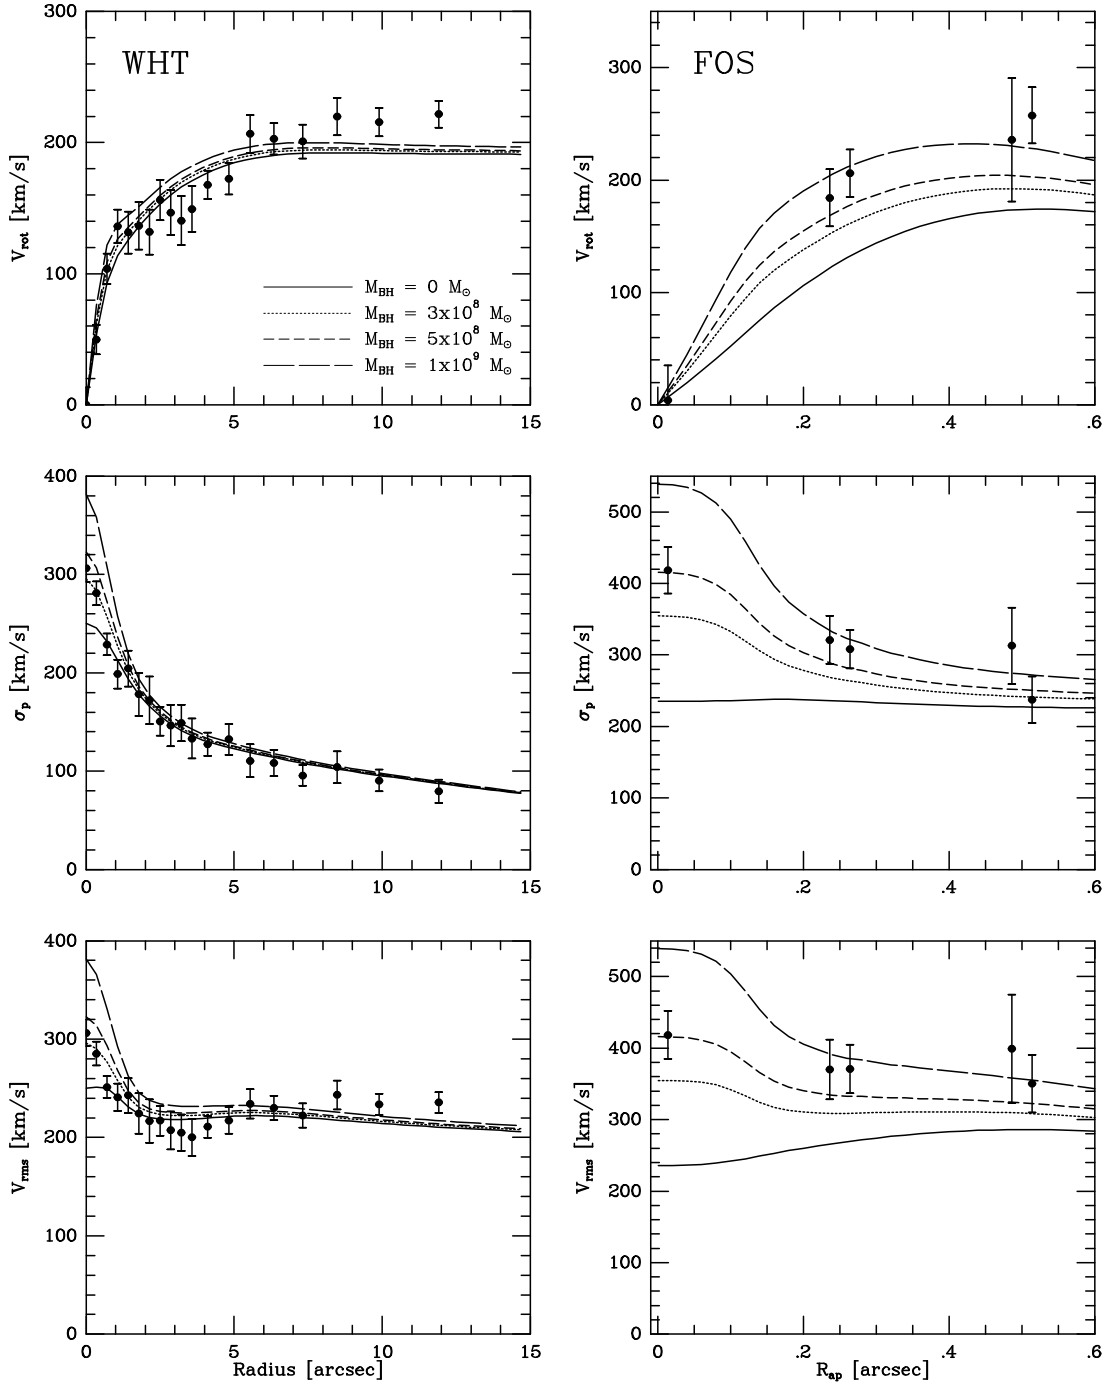 300
WHT
200
100
0
V_rot [km/s]
M_BH = 0 M_⊙
M_BH = 3x10^8 M_⊙
M_BH = 5x10^8 M_⊙
M_BH = 1x10^9 M_⊙
0 5 10 15
FOS
300
200
100
0
V_rot [km/s]
0 .2 .4 .6
400
300
200
100
0
σ_p [km/s]
0 5 10 15
500
400
300
200
100
0
σ_p [km/s]
0 .2 .4 .6
400
300
200
100
0
V_rms [km/s]
0 5 10 15
Radius [arcsec]
500
400
300
200
100
0
V_rms [km/s]
0 .2 .4 .6
R_ap [arcsec]